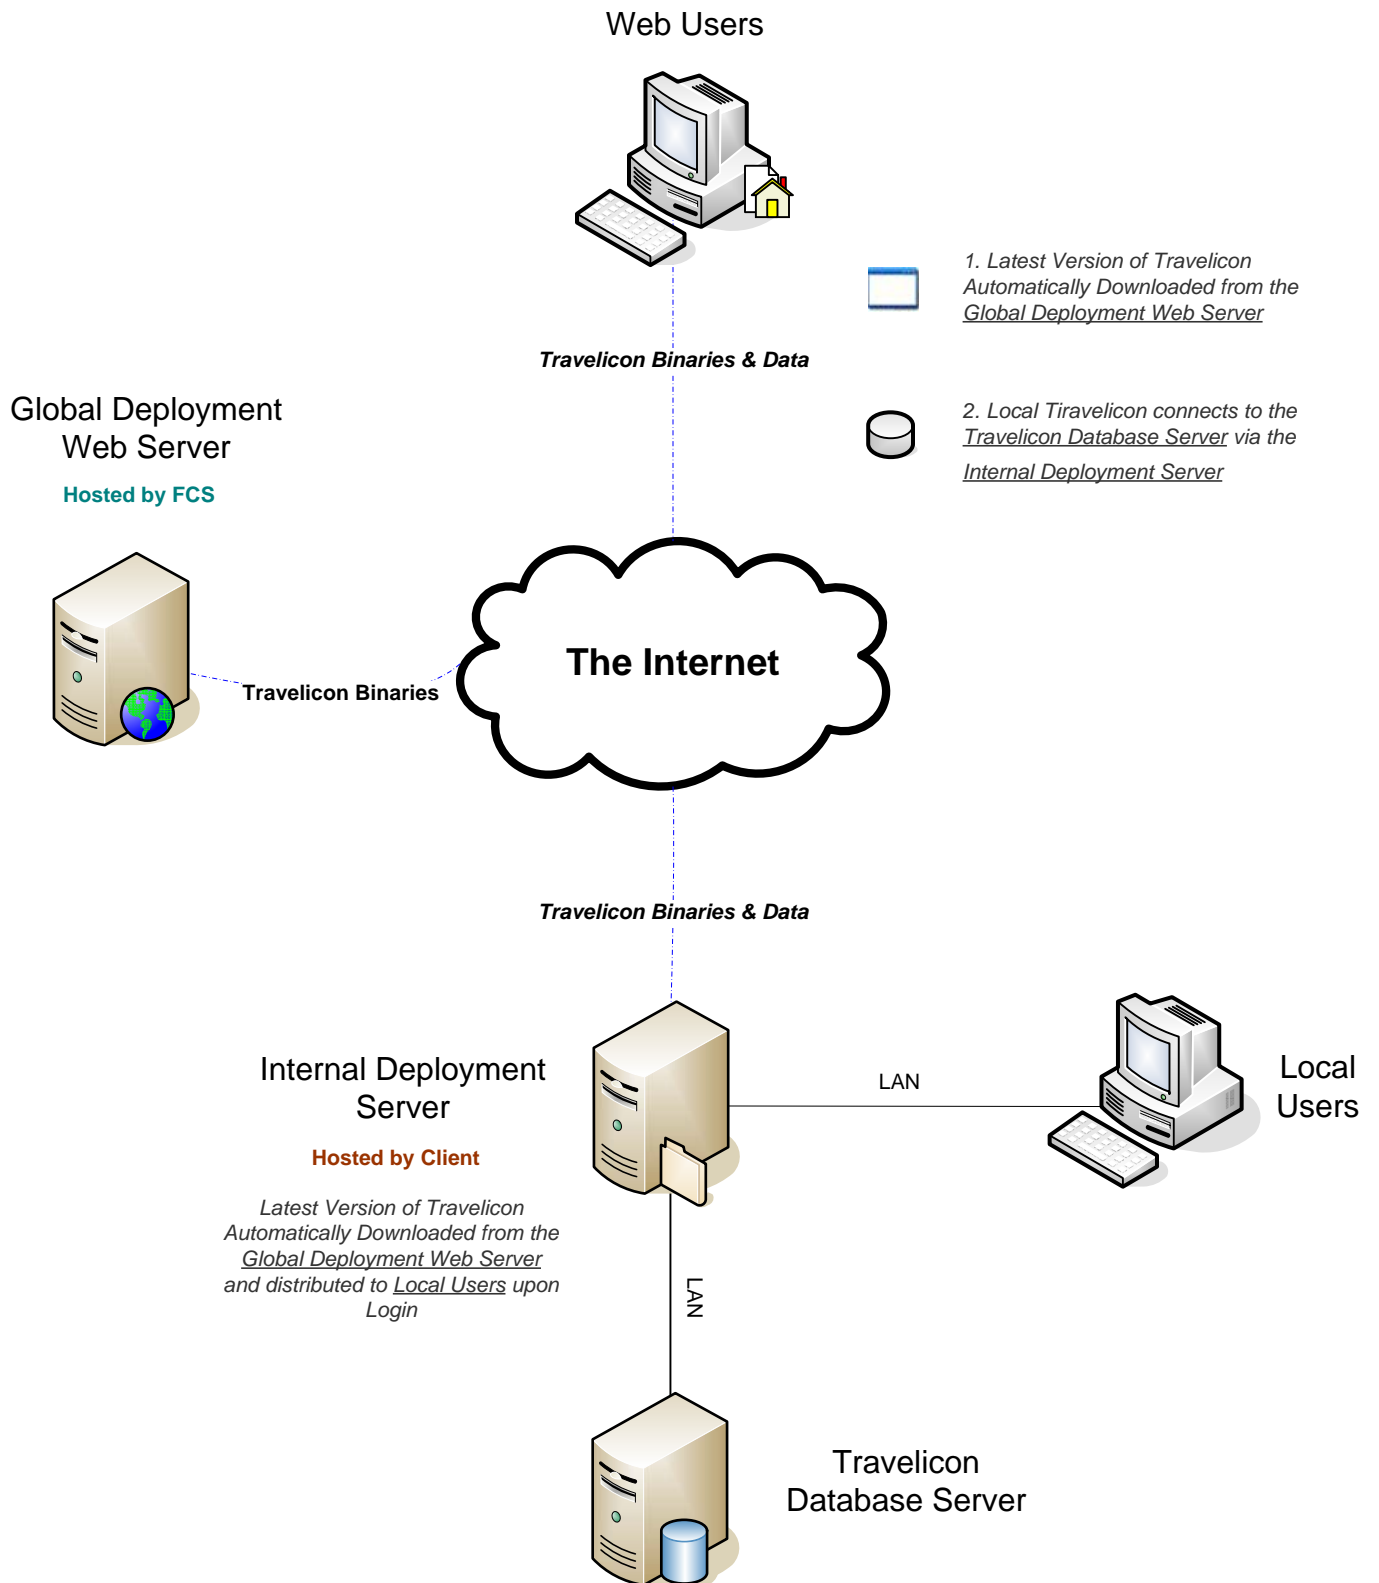 Web Users
1. Latest Version of Travelicon
Automatically Downloaded from the
Global Deployment Web Server
Travelicon Binaries & Data
2. Local Tiravelicon connects to the
Travelicon Database Server via the
Internal Deployment Server
Global Deployment
Web Server
Hosted by FCS
The Internet
Travelicon Binaries
Travelicon Binaries & Data
Internal Deployment
Server
Hosted by Client
Latest Version of Travelicon
Automatically Downloaded from the
Global Deployment Web Server
and distributed to Local Users upon
Login
LAN
Local
Users
LAN
Travelicon
Database Server